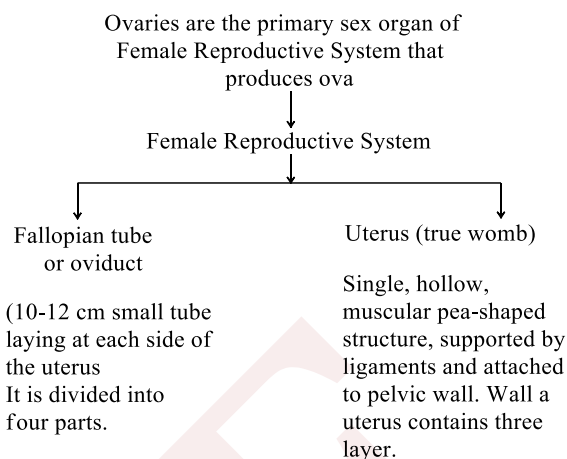 Ovaries are the primary sex organ of
Female Reproductive System that
produces ova
Female Reproductive System
Fallopian tube
or oviduct
(10-12 cm small tube
laying at each side of
the uterus
It is divided into
four parts.
Uterus (true womb)
Single, hollow,
muscular pea-shaped
structure, supported by
ligaments and attached
to pelvic wall. Wall a
uterus contains three
layer.